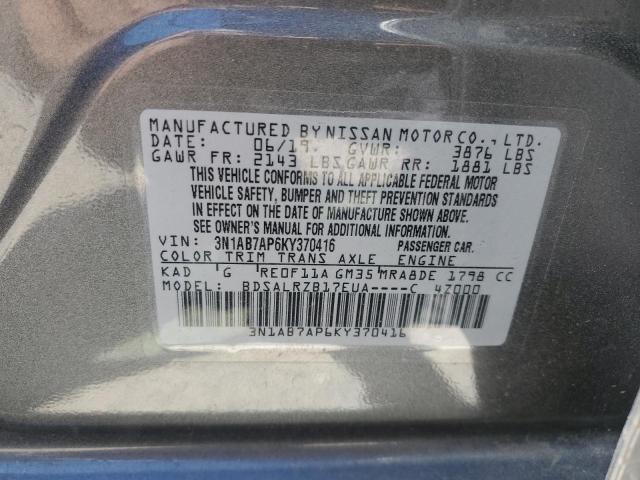 MANUFACTURED BY NISSAN MOTOR CO., LTD.
DATE: 06/19. GVWR: 3876 LBS
GAWR FR: 2143 LBS GAWR RR: 1881 LBS
THIS VEHICLE CONFORMS TO ALL APPLICABLE FEDERAL MOTOR
VEHICLE SAFETY, BUMPER AND THEFT PREVENTION STANDARDS
IN EFFECT ON THE DATE OF MANUFACTURE SHOWN ABOVE.
SEE OWNER'S MANUAL FOR ADDITIONAL INFORMATION.
VIN: 3N1AB7AP6KY370416 PASSENGER CAR.
COLOR TRIM TRANS AXLE ENGINE
KAD G RE0F11A GM35 MRA8DE 1798 CC
MODEL: BDSALRZB17EUA----C 4Z000
3N1AB7AP6KY370416